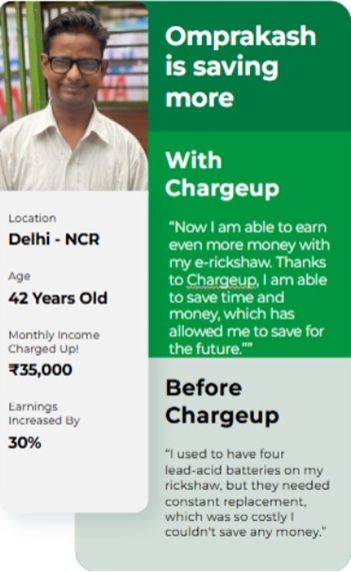 Omprakash
is saving
more
With
Chargeup
“Now I am able to earn
even more money with
my e-rickshaw. Thanks
to Chargeup, I am able
to save time and
money, which has
allowed me to save for
the future.””
Location
Delhi - NCR
Age
42 Years Old
Monthly Income
Charged Up!
₹35,000
Earnings
Increased By
30%
Before
Chargeup
“I used to have four
lead-acid batteries on my
rickshaw, but they needed
constant replacement,
which was so costly I
couldn't save any money.”